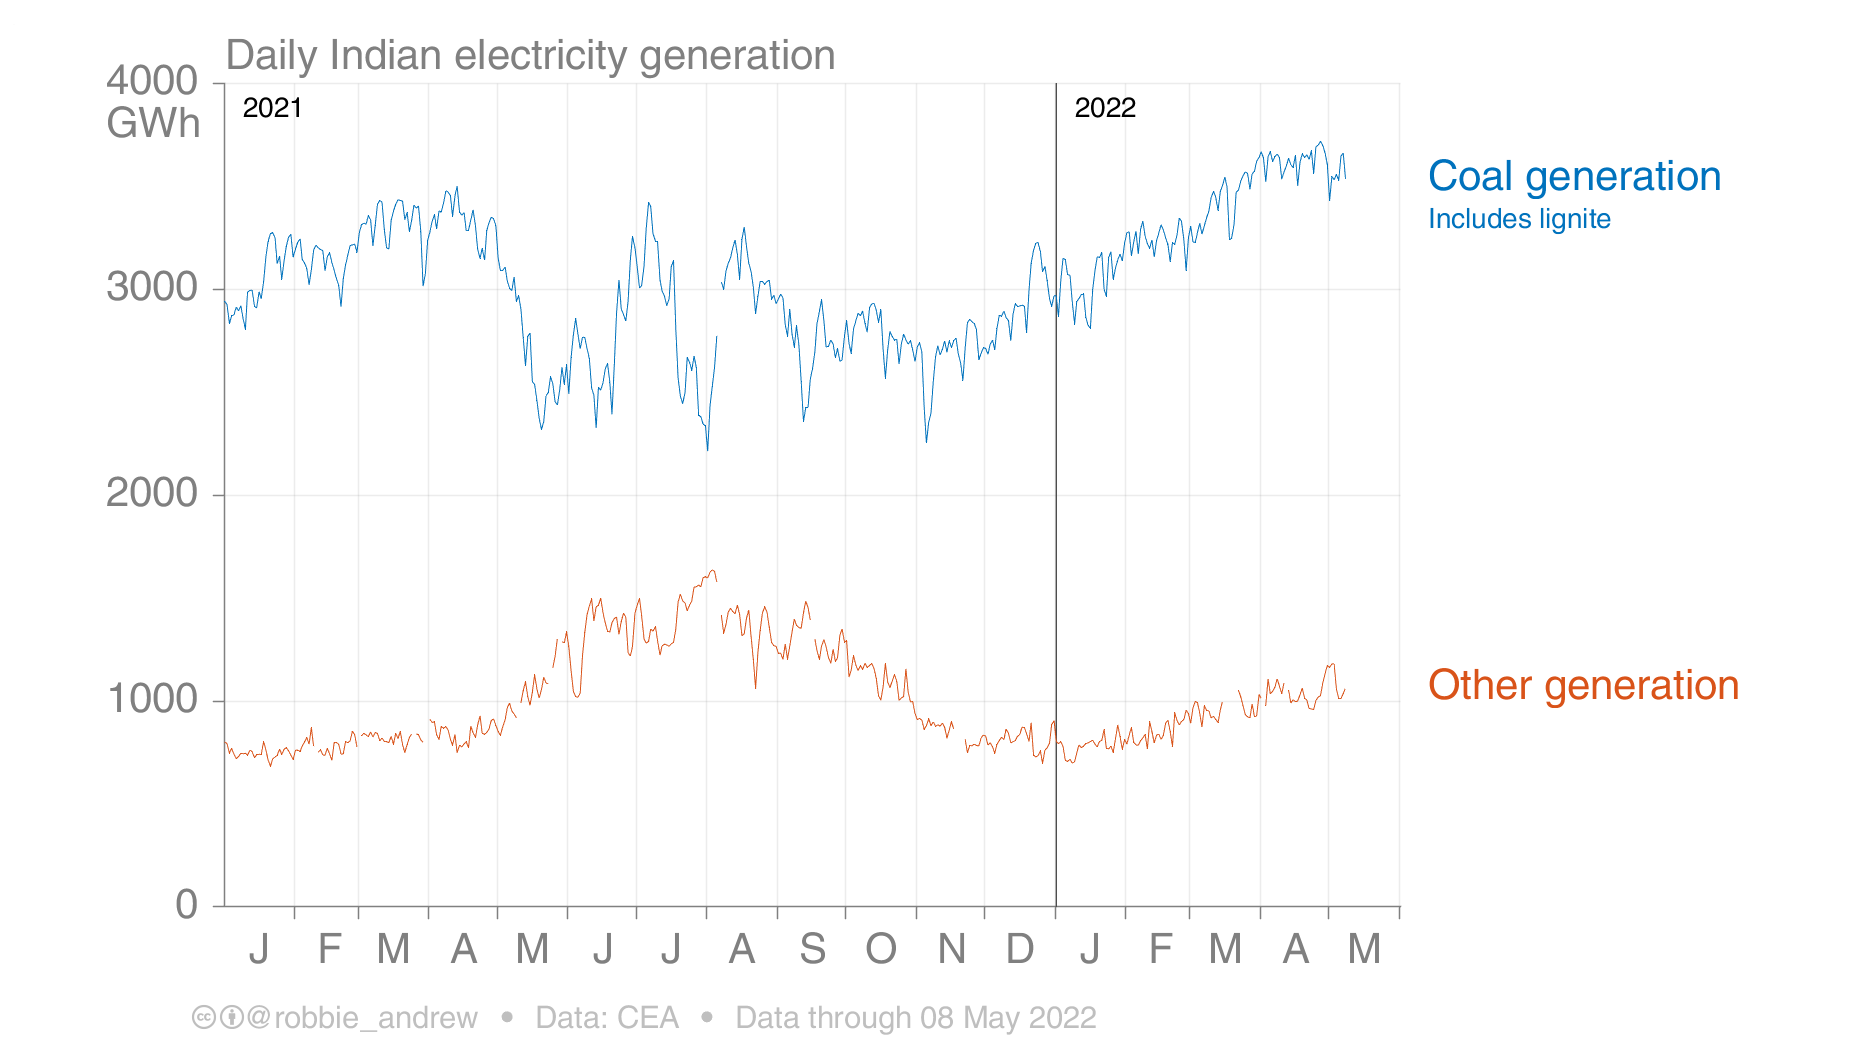 Daily Indian electricity generation
4000
GWh
2021
2022
Coal generation
Includes lignite
3000
2000
Other generation
1000
0
J F M A M J J A S O N D J F M A M
cc @robbie_andrew • Data: CEA • Data through 08 May 2022